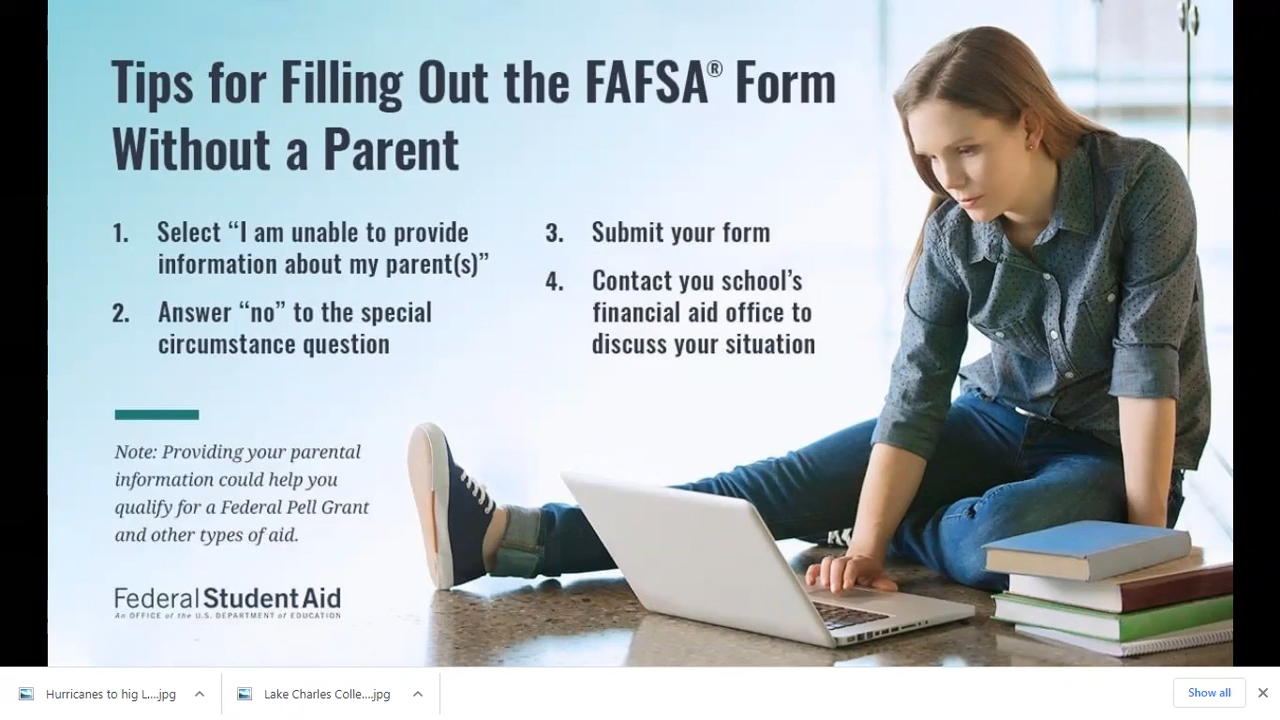 Tips for Filling Out the FAFSA® Form
Without a Parent
1. Select “I am unable to provide
information about my parent(s)”
2. Answer “no” to the special
circumstance question
3. Submit your form
4. Contact you school’s
financial aid office to
discuss your situation
Note: Providing your parental
information could help you
qualify for a Federal Pell Grant
and other types of aid.
Federal Student Aid
An OFFICE of the U.S. DEPARTMENT of EDUCATION
Hurricanes to hig L....jpg
Lake Charles Colle....jpg
Show all